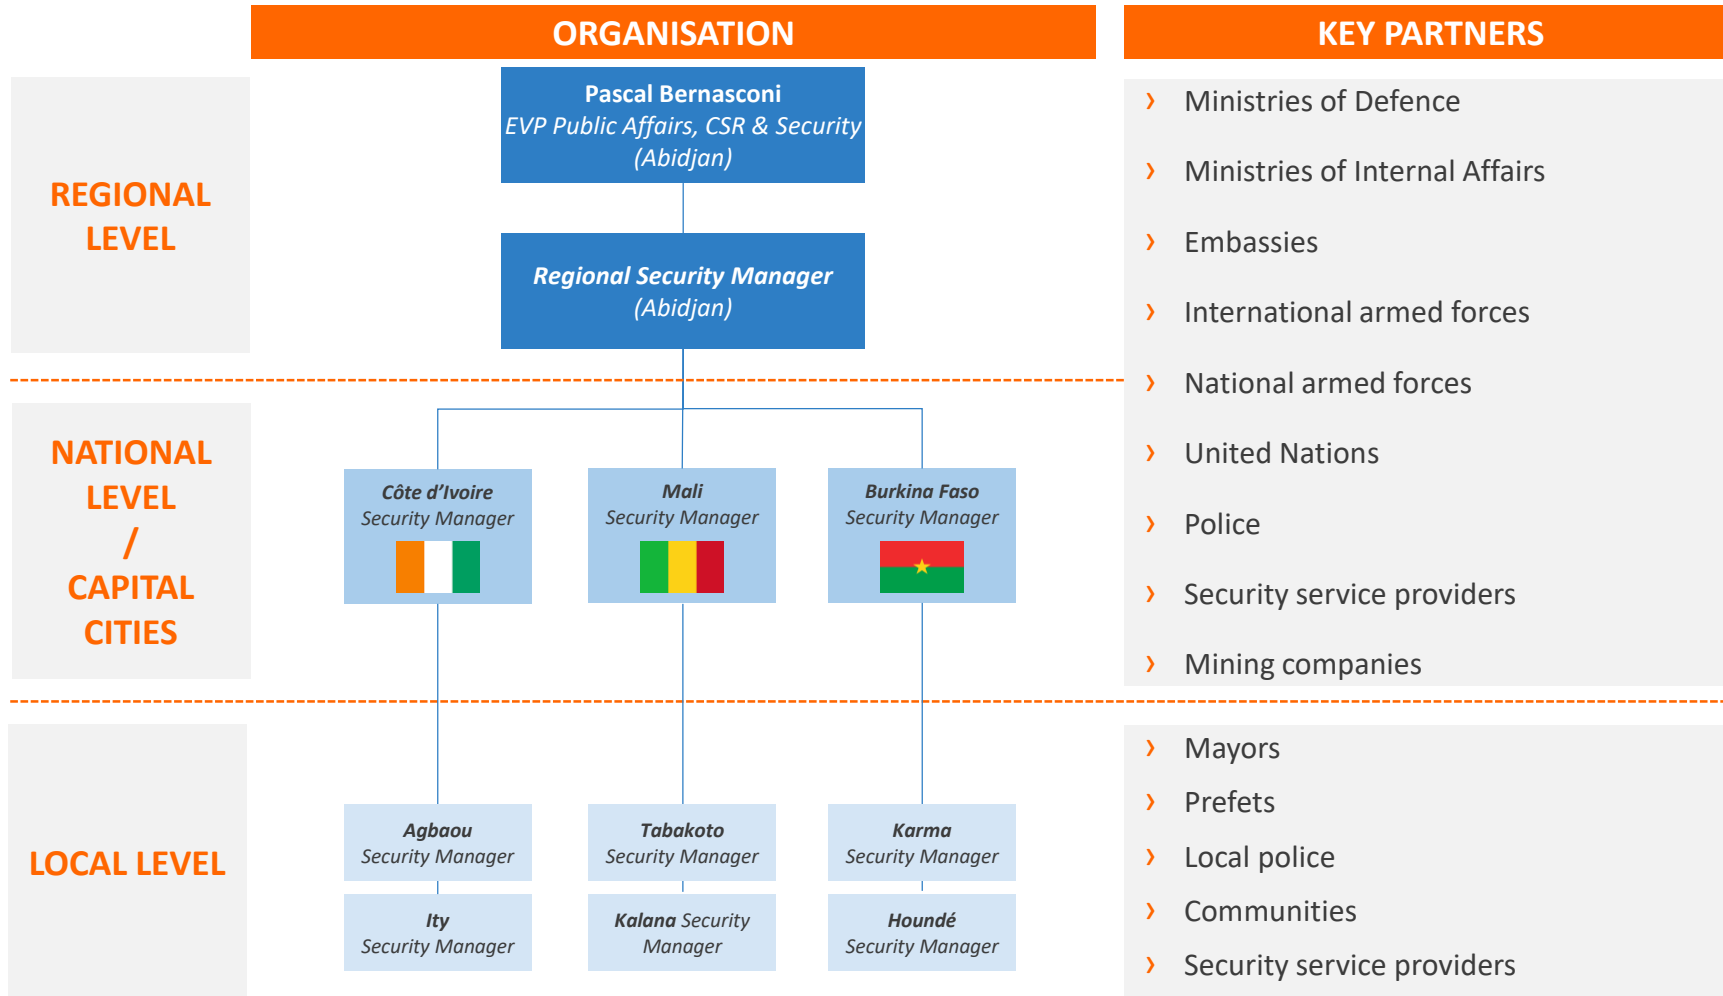 ORGANISATION
KEY PARTNERS
REGIONAL
LEVEL
Pascal Bernasconi
EVP Public Affairs, CSR & Security
(Abidjan)
Regional Security Manager
(Abidjan)
› Ministries of Defence
› Ministries of Internal Affairs
› Embassies
› International armed forces
› National armed forces
› United Nations
› Police
› Security service providers
› Mining companies
NATIONAL
LEVEL
/
CAPITAL
CITIES
Côte d’Ivoire
Security Manager
Mali
Security Manager
Burkina Faso
Security Manager
LOCAL LEVEL
Agbaou
Security Manager
Tabakoto
Security Manager
Karma
Security Manager
Ity
Security Manager
Kalana Security
Manager
Houndé
Security Manager
› Mayors
› Prefets
› Local police
› Communities
› Security service providers